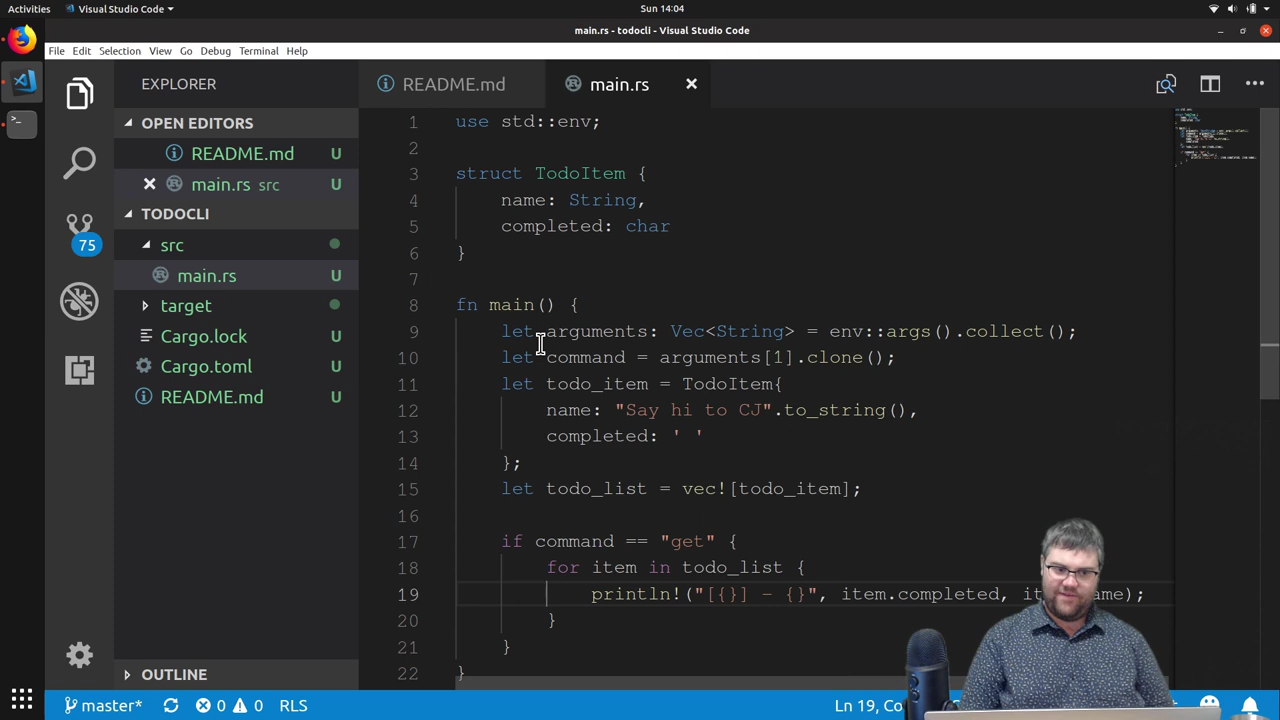 Activities Visual Studio Code Sun 14:04
main.rs - todocli - Visual Studio Code
File Edit Selection View Go Debug Terminal Help
EXPLORER README.md main.rs
OPEN EDITORS
README.md U
main.rs src U
TODOCLI
src
main.rs U
target
Cargo.lock U
Cargo.toml U
README.md U
OUTLINE
75
1 use std::env;
2
3 struct TodoItem {
4 name: String,
5 completed: char
6 }
7
8 fn main() {
9 let arguments: Vec<String> = env::args().collect();
10 let command = arguments[1].clone();
11 let todo_item = TodoItem{
12 name: "Say hi to CJ".to_string(),
13 completed: ' '
14 };
15 let todo_list = vec![todo_item];
16
17 if command == "get" {
18 for item in todo_list {
19 println!("[{}] - {}", item.completed, ame);
20 }
21 }
22 }
master* 0 0 RLS Ln 19,